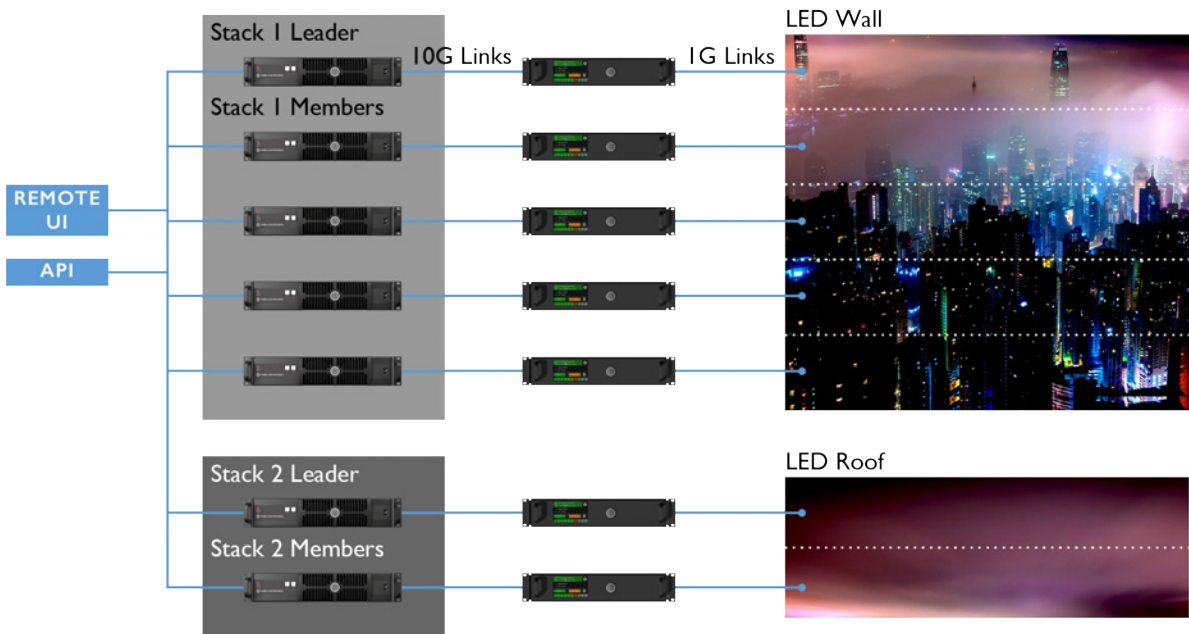 Stack 1 Leader
10G Links
1G Links
LED Wall
Stack 1 Members
REMOTE
UI
API
Stack 2 Leader
LED Roof
Stack 2 Members